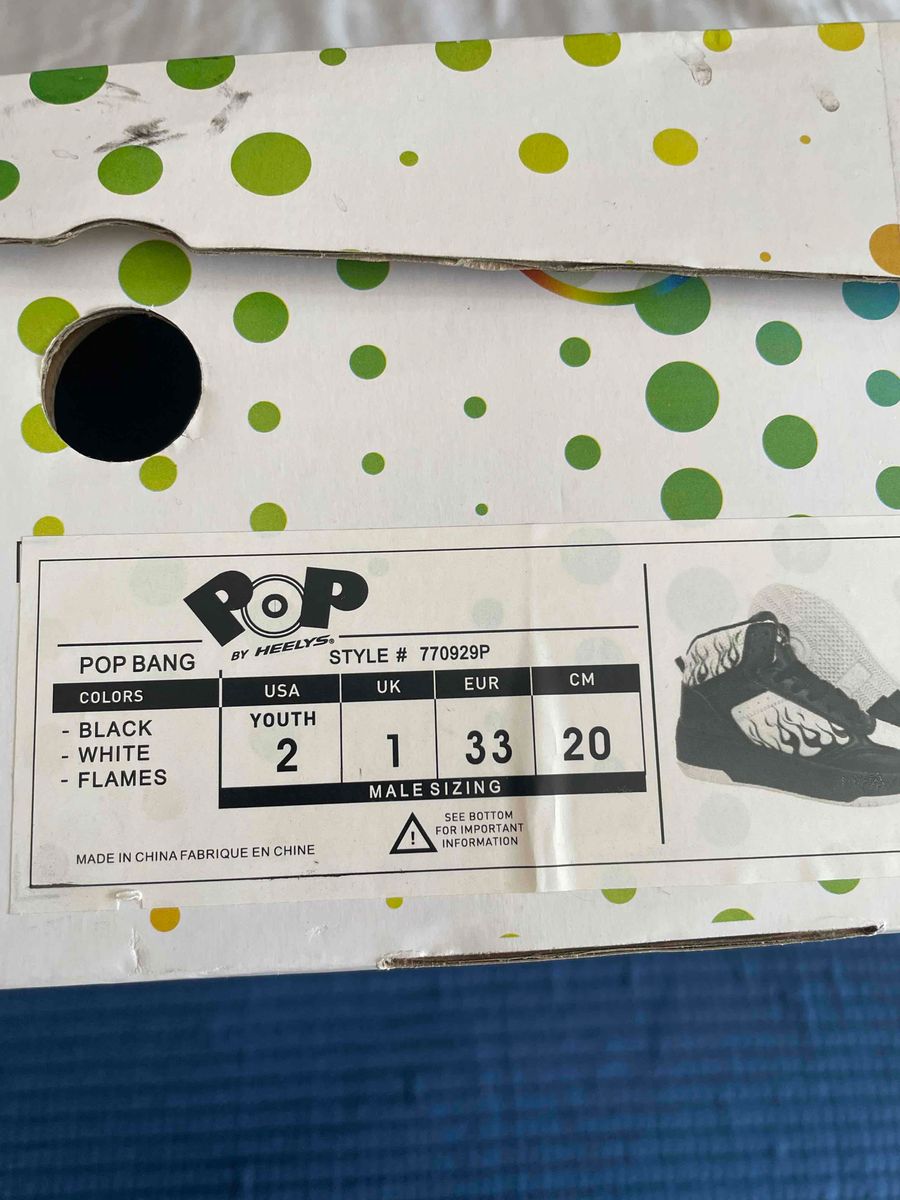 POP
BY HEELYS®
POP BANG
STYLE # 770929P
COLORS
USA
UK
EUR
CM
- BLACK
- WHITE
- FLAMES
YOUTH
2
1
33
20
MALE SIZING
!
SEE BOTTOM
FOR IMPORTANT
INFORMATION
MADE IN CHINA FABRIQUE EN CHINE